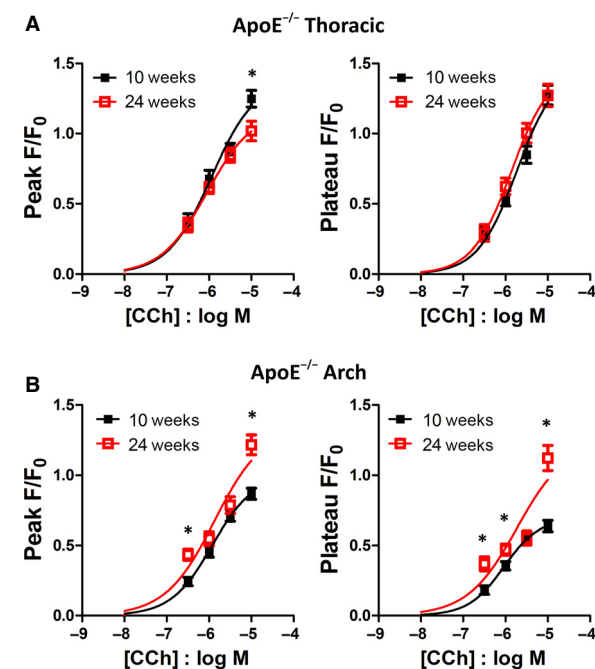 A
ApoE⁻/⁻ Thoracic
1.5
1.0
0.5
0.0
Peak F/F₀
10 weeks
24 weeks
*
−9 −8 −7 −6 −5 −4
[CCh] : log M
1.5
1.0
0.5
0.0
Plateau F/F₀
10 weeks
24 weeks
−9 −8 −7 −6 −5 −4
[CCh] : log M
B
ApoE⁻/⁻ Arch
1.5
1.0
0.5
0.0
Peak F/F₀
10 weeks
24 weeks
*
*
−9 −8 −7 −6 −5 −4
[CCh] : log M
1.5
1.0
0.5
0.0
Plateau F/F₀
10 weeks
24 weeks
*
*
*
−9 −8 −7 −6 −5 −4
[CCh] : log M